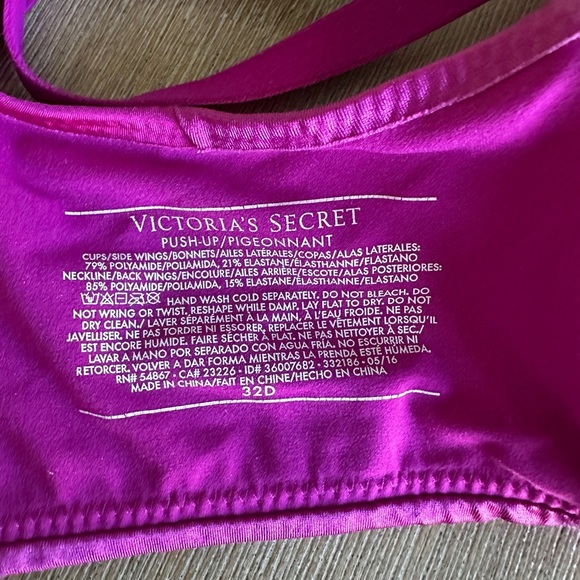 VICTORIA'S SECRET
PUSH-UP/PIGEONNANT
CUPS/SIDE WINGS/BONNETS/AILES LATÉRALES/COPAS/ALAS LATERALES:
79% POLYAMIDE/POLIAMIDA, 21% ELASTANE/ÉLASTHANNE/ELASTANO
NECKLINE/BACK WINGS/ENCOLURE/AILES ARRIÈRE/ESCOTE/ALAS POSTERIORES:
85% POLYAMIDE/POLIAMIDA, 15% ELASTANE/ÉLASTHANNE/ELASTANO
HAND WASH COLD SEPARATELY. DO NOT BLEACH. DO
NOT WRING OR TWIST. RESHAPE WHILE DAMP. LAY FLAT TO DRY. DO NOT
DRY CLEAN./ LAVER SÉPARÉMENT À LA MAIN, À L'EAU FROIDE. NE PAS
JAVELLISER. NE PAS TORDRE NI ESSORER, REPLACER LE VÊTEMENT LORSQU'IL
EST ENCORE HUMIDE. FAIRE SÉCHER À PLAT. NE PAS NETTOYER À SEC./
LAVAR A MANO POR SEPARADO CON AGUA FRÍA. NO ESCURRIR NI
RETORCER. VOLVER A DAR FORMA MIENTRAS LA PRENDA ESTÉ HÚMEDA.
RN# 54867 • CA# 23226 • ID# 36007682 • 332186 • 05/16
MADE IN CHINA/FAIT EN CHINE/HECHO EN CHINA
32D